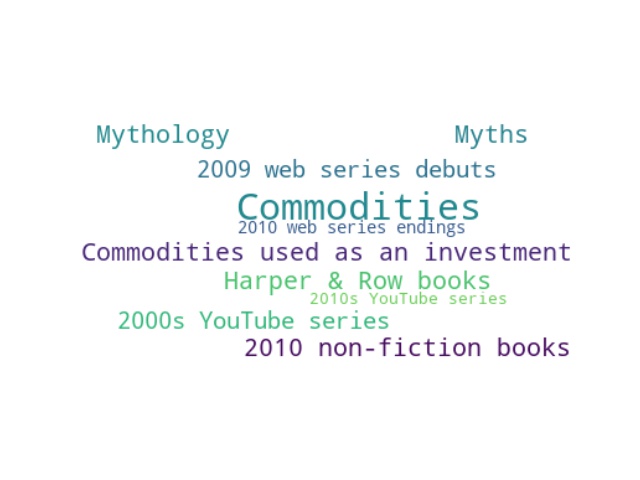 Mythology Myths
2009 web series debuts
Commodities
2010 web series endings
Commodities used as an investment
Harper & Row books
2010s YouTube series
2000s YouTube series
2010 non-fiction books